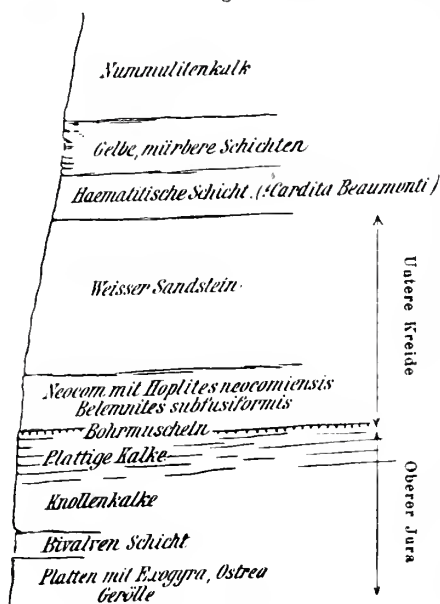 Nummulitenkalk
Gelbe, mürbere Schichten
Haematitische Schicht. (: Cardita Beaumonti )
Weisser Sandstein
Untere Kreide
Neocom mit Hoplites neocomiensis
Belemnites subfusiformis
Bohrmuscheln
Plattige Kalke
Knollenkalke
Oberer Jura
Bivalven Schicht
Platten mit Exogyra, Ostrea
Gerölle